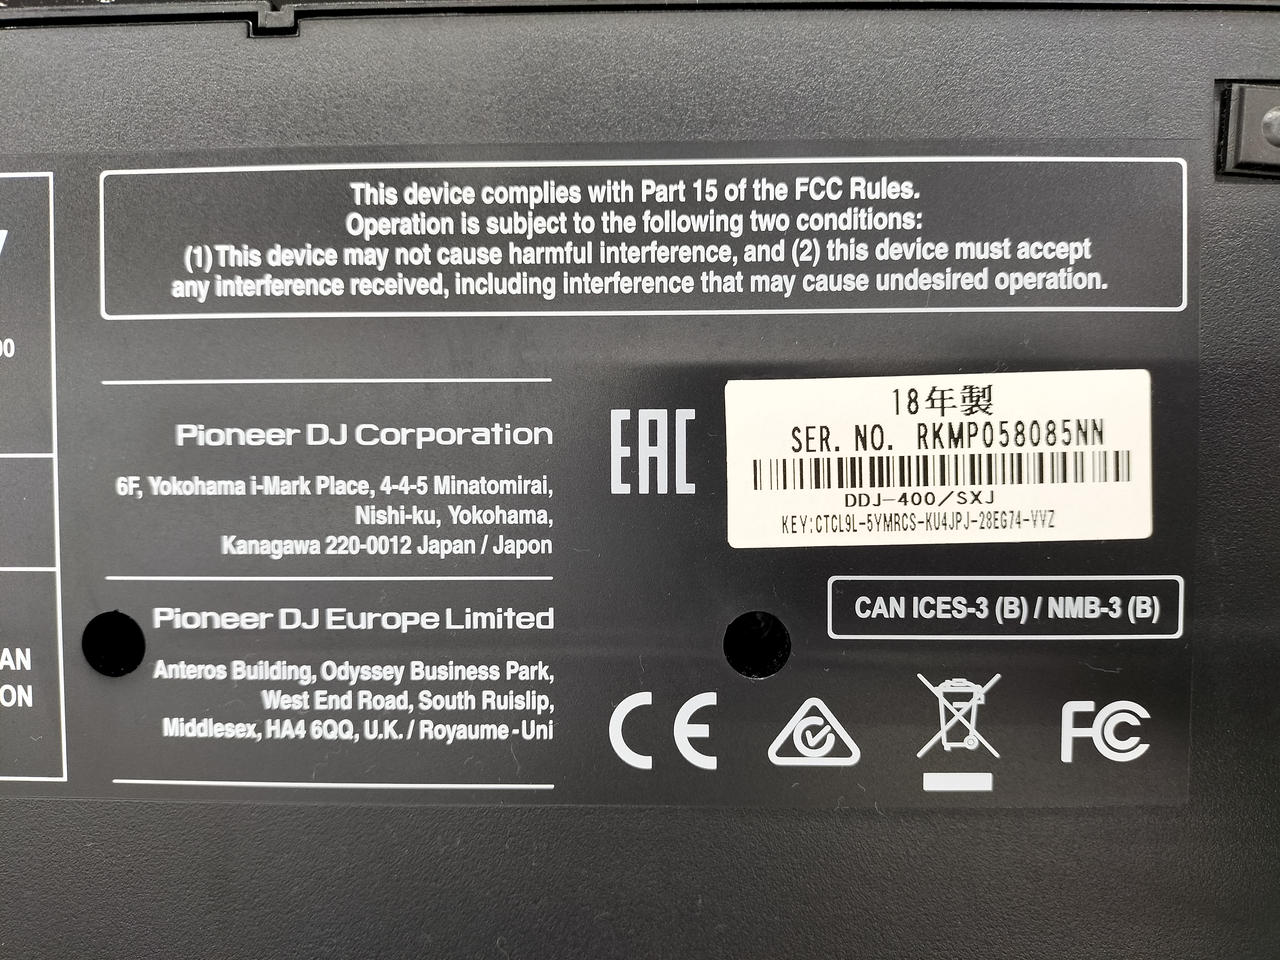 This device complies with Part 15 of the FCC Rules.
Operation is subject to the following two conditions:
(1) This device may not cause harmful interference, and (2) this device must accept
any interference received, including interference that may cause undesired operation.
Pioneer DJ Corporation
6F, Yokohama i-Mark Place, 4-4-5 Minatomirai,
Nishi-ku, Yokohama,
Kanagawa 220-0012 Japan / Japon
Pioneer DJ Europe Limited
Anteros Building, Odyssey Business Park,
West End Road, South Ruislip,
Middlesex, HA4 6QQ, U.K. / Royaume-Uni
EAC
18年製
SER. NO. RKMP058085NN
DDJ-400/SXJ
KEY:CTCL9L-5YMRCS-KU4JPJ-28EG74-VVZ
CAN ICES-3 (B) / NMB-3 (B)
CE
FC
AN
ON